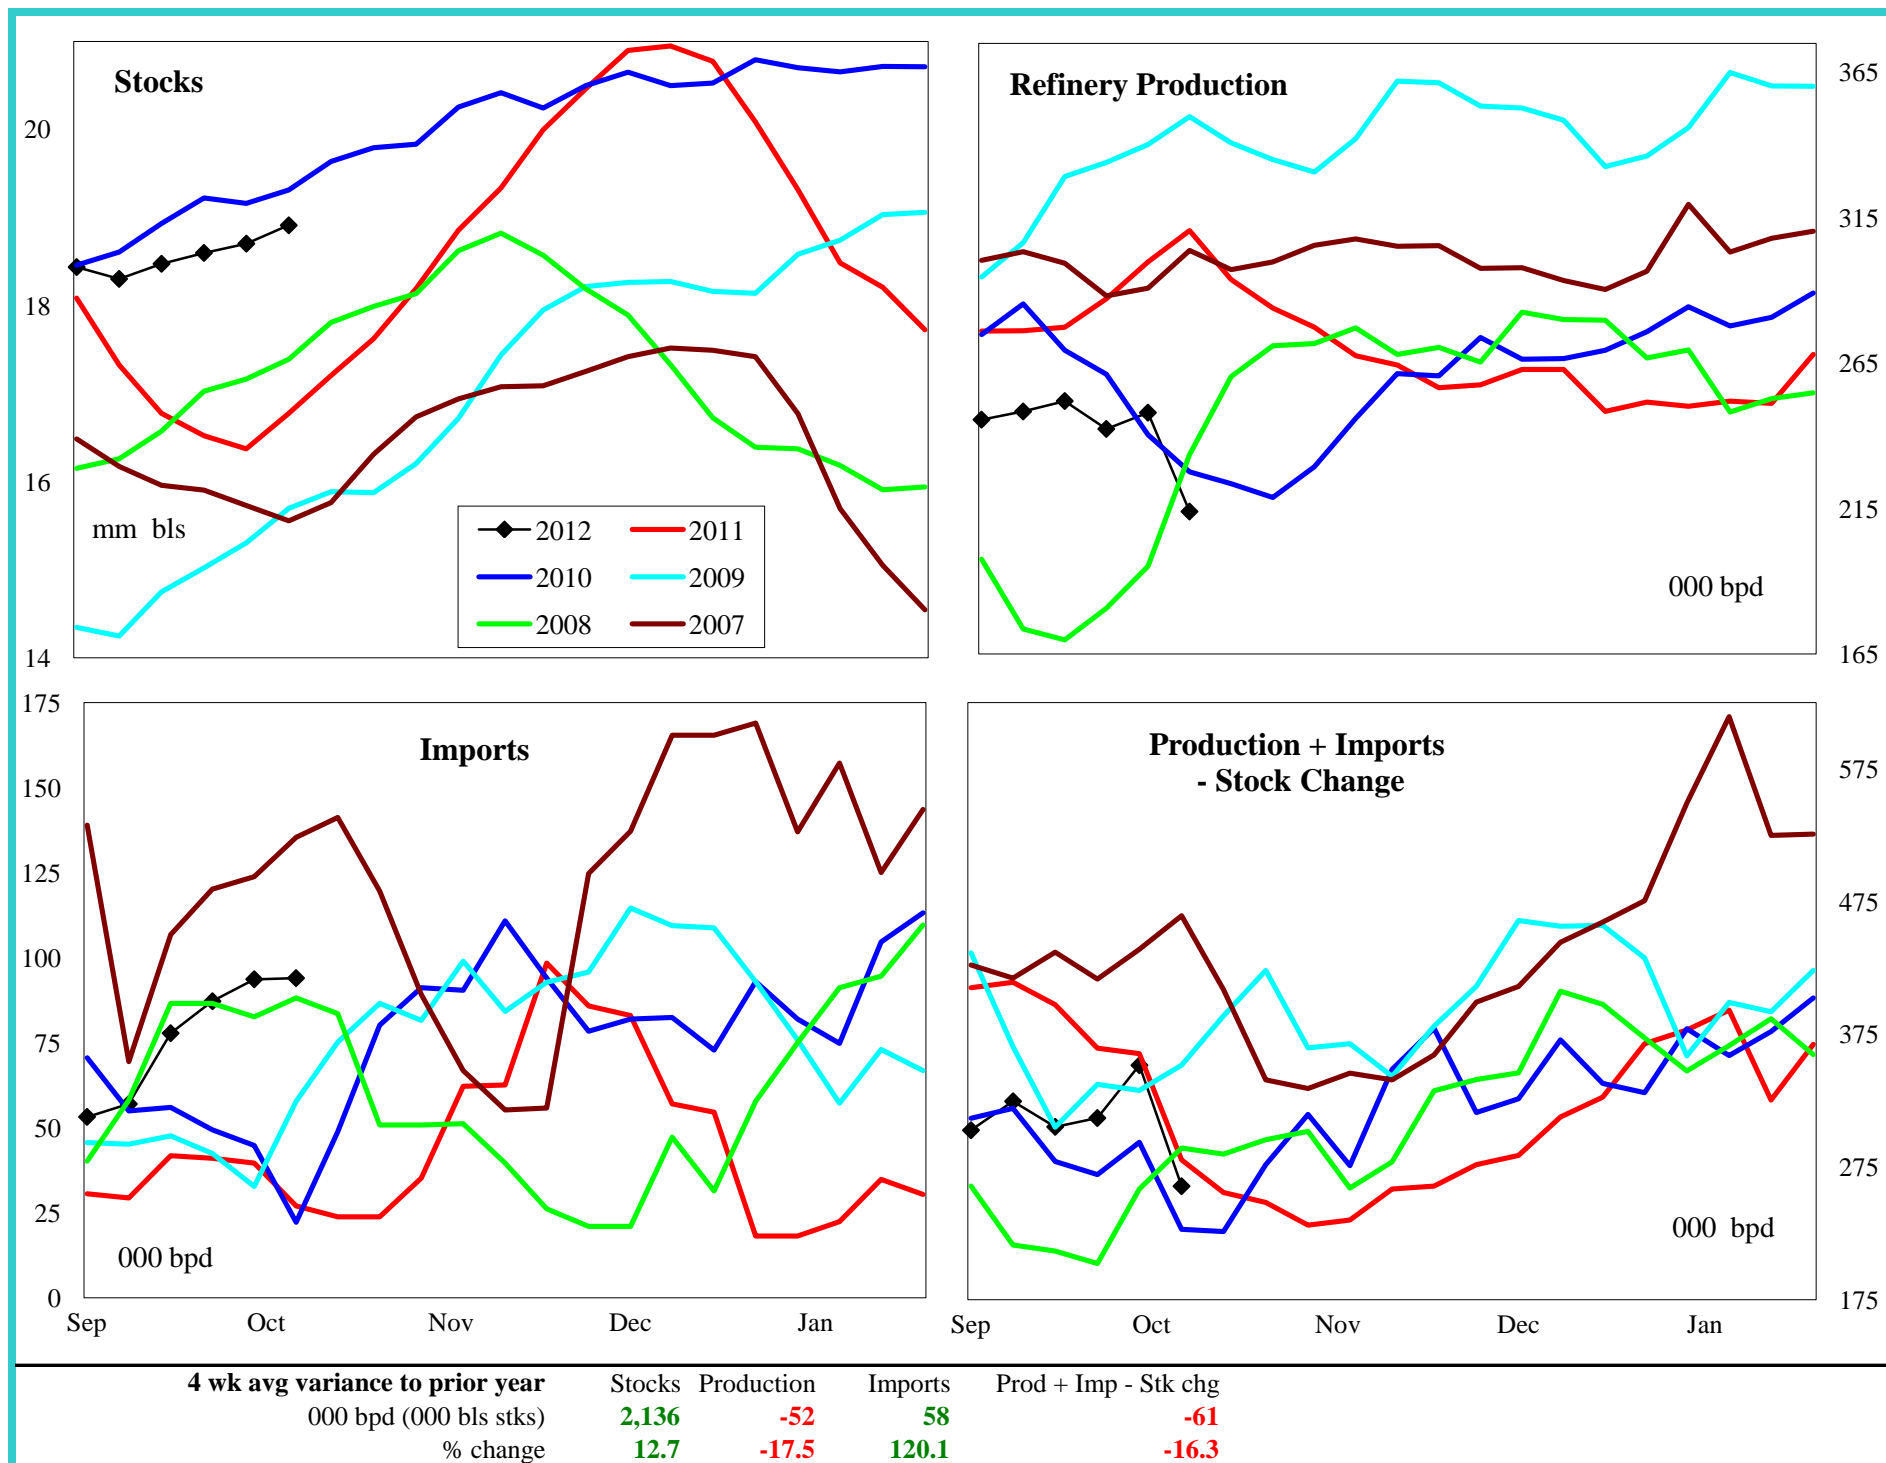 Stocks
20
18
16
14
mm bls
2012
2011
2010
2009
2008
2007
Refinery Production
365
315
265
215
165
000 bpd
Imports
175
150
125
100
75
50
25
0
000 bpd
Sep Oct Nov Dec Jan
Production + Imports
- Stock Change
575
475
375
275
175
000 bpd
Sep Oct Nov Dec Jan
4 wk avg variance to prior year Stocks Production Imports Prod + Imp - Stk chg
000 bpd (000 bls stks) 2,136 -52 58 -61
% change 12.7 -17.5 120.1 -16.3